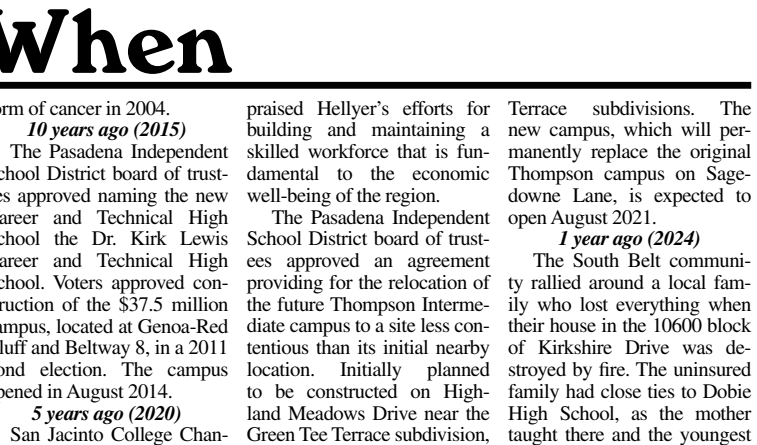 When
orm of cancer in 2004.
10 years ago (2015)
The Pasadena Independent
chool District board of trust-
es approved naming the new
areer and Technical High
chool the Dr. Kirk Lewis
areer and Technical High
chool. Voters approved con-
ruction of the $37.5 million
ampus, located at Genoa-Red
luff and Beltway 8, in a 2011
ond election. The campus
pened in August 2014.
5 years ago (2020)
San Jacinto College Chan-
praised Hellyer's efforts for
building and maintaining a
skilled workforce that is fun-
damental to the economic
well-being of the region.
The Pasadena Independent
School District board of trust-
ees approved an agreement
providing for the relocation of
the future Thompson Interme-
diate campus to a site less con-
tentious than its initial nearby
location. Initially planned
to be constructed on High-
land Meadows Drive near the
Green Tee Terrace subdivision,
Terrace subdivisions. The
new campus, which will per-
manently replace the original
Thompson campus on Sage-
downe Lane, is expected to
open August 2021.
1 year ago (2024)
The South Belt communi-
ty rallied around a local fam-
ily who lost everything when
their house in the 10600 block
of Kirkshire Drive was de-
stroyed by fire. The uninsured
family had close ties to Dobie
High School, as the mother
taught there and the youngest